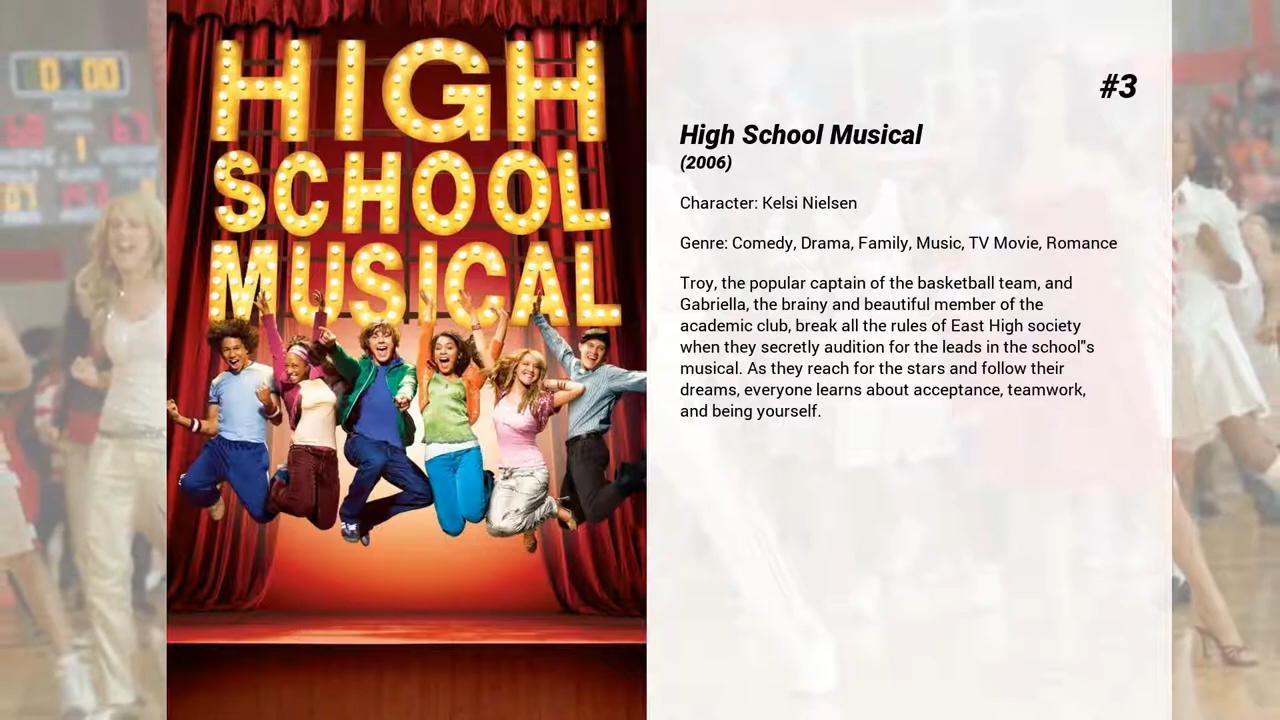 HIGH
SCHOOL
MUSICAL
#3
High School Musical
(2006)
Character: Kelsi Nielsen
Genre: Comedy, Drama, Family, Music, TV Movie, Romance
Troy, the popular captain of the basketball team, and
Gabriella, the brainy and beautiful member of the
academic club, break all the rules of East High society
when they secretly audition for the leads in the school"s
musical. As they reach for the stars and follow their
dreams, everyone learns about acceptance, teamwork,
and being yourself.